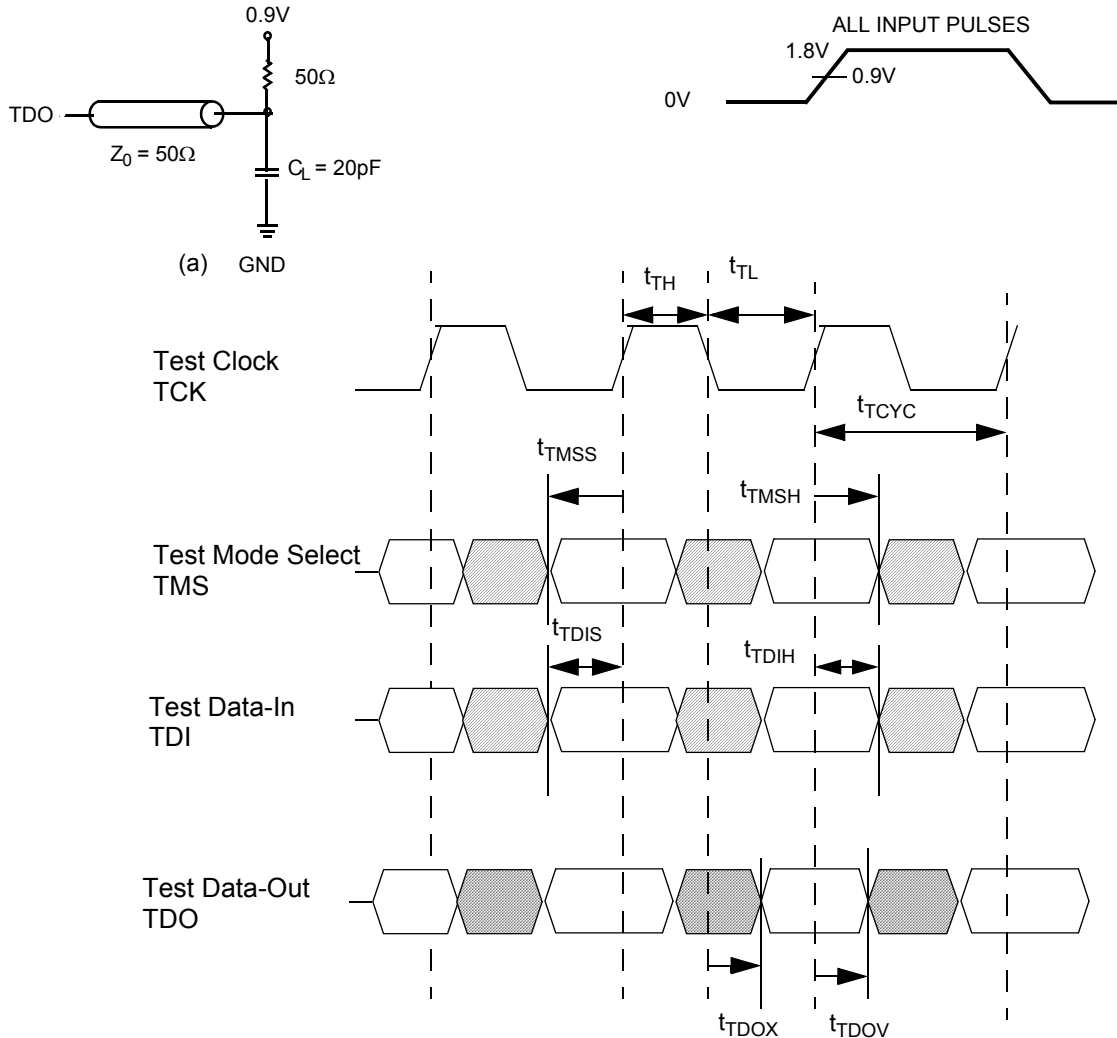 0.9V
50Ω
TDO
Z0 = 50Ω
CL = 20pF
(a) GND
ALL INPUT PULSES
1.8V
0.9V
0V
tTH
tTL
Test Clock
TCK
tTCYC
tTMSS
tTMSH
Test Mode Select
TMS
tTDIS
tTDIH
Test Data-In
TDI
Test Data-Out
TDO
tTDOX
tTDOV